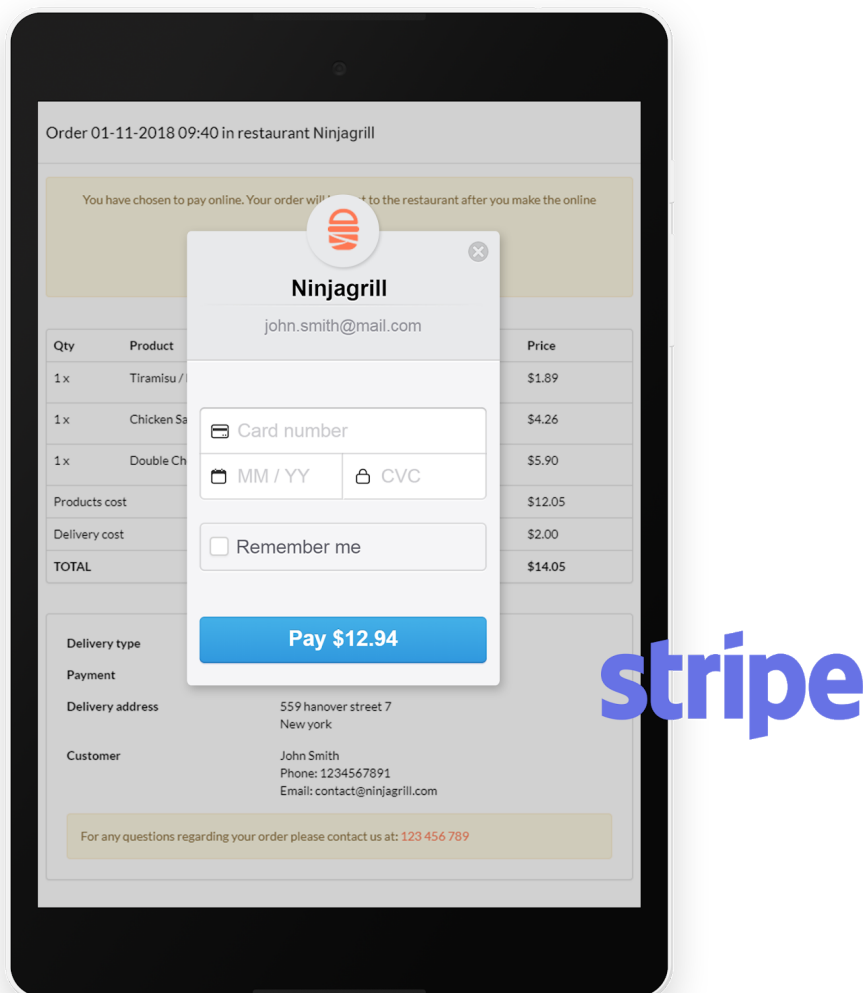 Order 01-11-2018 09:40 in restaurant Ninjagrill
You have chosen to pay online. Your order to the restaurant after you make the online
Ninjagrill
john.smith@mail.com
Qty Product Price
1 x Tiramisu / $1.89
1 x Chicken $4.26
1 x Double $5.90
Products cost $12.05
Delivery cost $2.00
TOTAL $14.05
Card number
MM / YY CVC
Remember me
Pay $12.94
stripe
Delivery type
Payment
Delivery address 559 hanover street 7
New york
Customer John Smith
Phone: 1234567891
Email: contact@ninjagrill.com
For any questions regarding your order please contact us at: 123 456 789